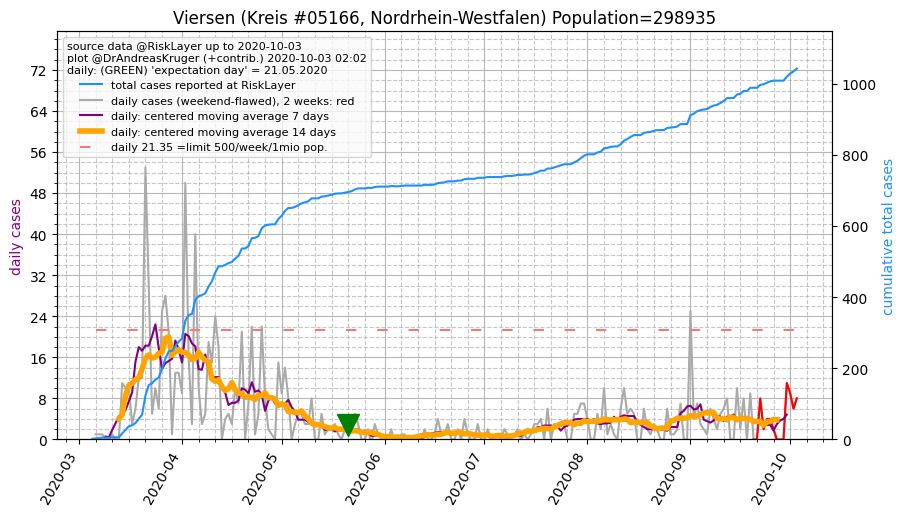 Viersen (Kreis #05166, Nordrhein-Westfalen) Population=298935
source data @RiskLayer up to 2020-10-03
plot @DrAndreasKruger (+contrib.) 2020-10-03 02:02
daily: (GREEN) 'expectation day' = 21.05.2020
total cases reported at RiskLayer
daily cases (weekend-flawed), 2 weeks: red
daily: centered moving average 7 days
daily: centered moving average 14 days
daily 21.35 =limit 500/week/1mio pop.
daily cases
72
64
56
48
40
32
24
16
8
0
cumulative total cases
1000
800
600
400
200
0
2020-03
2020-04
2020-05
2020-06
2020-07
2020-08
2020-09
2020-10